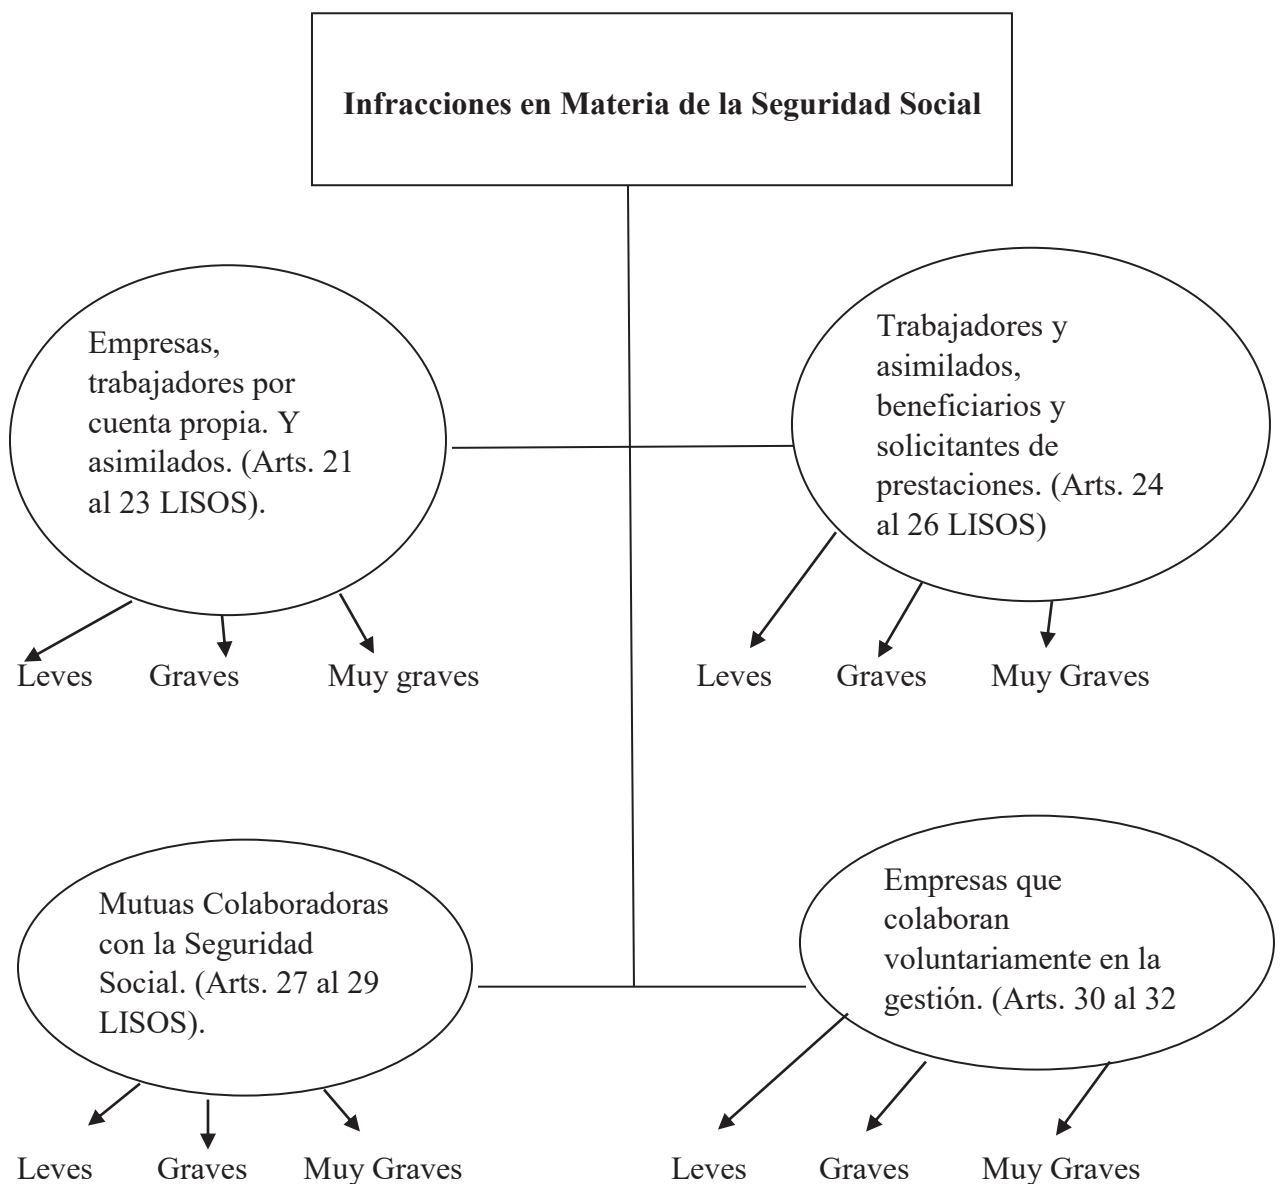 Infracciones en Materia de la Seguridad Social
Empresas,
trabajadores por
cuenta propia. Y
asimilados. (Arts. 21
al 23 LISOS).
Leves Graves Muy graves
Trabajadores y
asimilados,
beneficiarios y
solicitantes de
prestaciones. (Arts. 24
al 26 LISOS)
Leves Graves Muy Graves
Mutuas Colaboradoras
con la Seguridad
Social. (Arts. 27 al 29
LISOS).
Leves Graves Muy Graves
Empresas que
colaboran
voluntariamente en la
gestión. (Arts. 30 al 32
Leves Graves Muy Graves